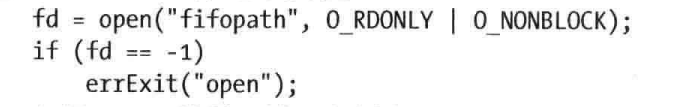 fd = open("fifopath", O_RDONLY | O_NONBLOCK);
if (fd == -1)
    errExit("open");